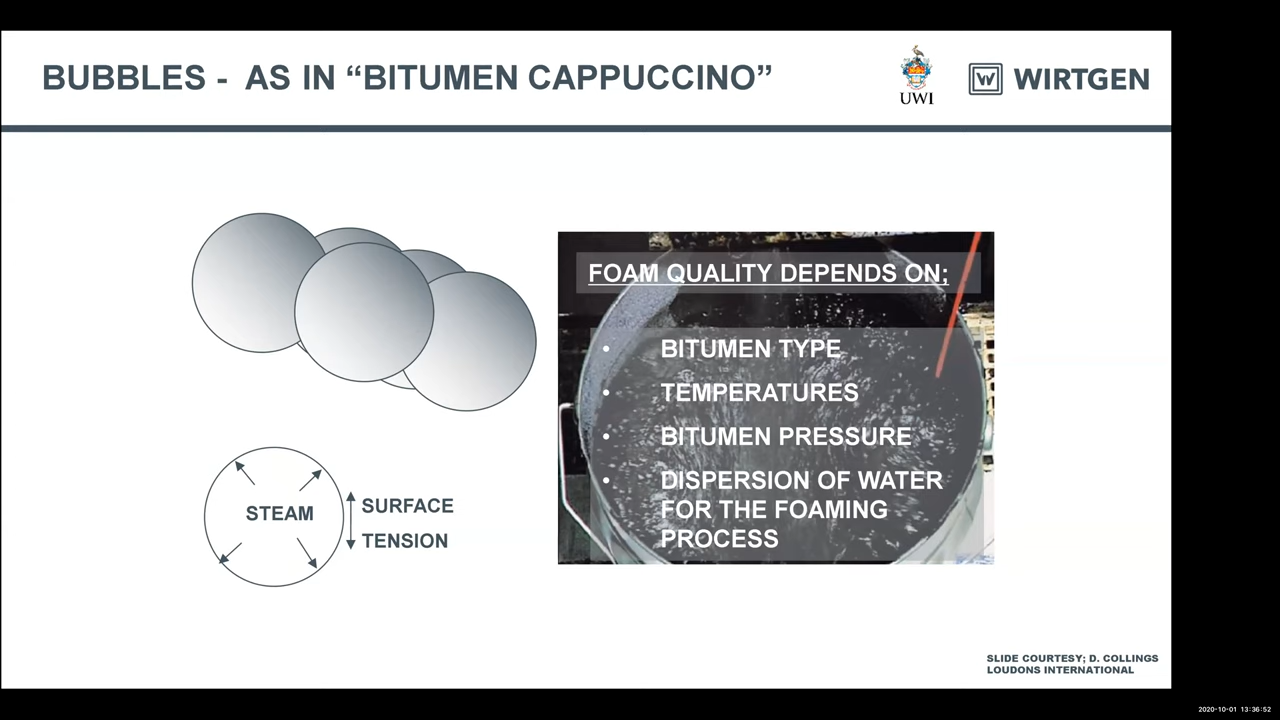 BUBBLES - AS IN “BITUMEN CAPPUCCINO”
UWI
WIRTGEN
FOAM QUALITY DEPENDS ON;
• BITUMEN TYPE
• TEMPERATURES
• BITUMEN PRESSURE
• DISPERSION OF WATER
FOR THE FOAMING
PROCESS
STEAM
SURFACE
TENSION
SLIDE COURTESY; D. COLLINGS
LOUDONS INTERNATIONAL
2020-10-01 13:36:52